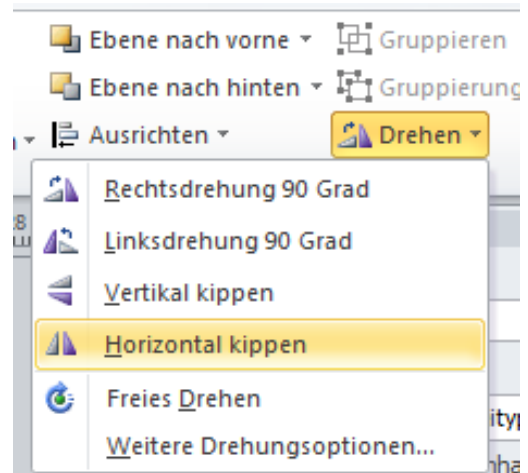 Ebene nach vorne Gruppieren
Ebene nach hinten Gruppierung
Ausrichten Drehen
Rechtsdrehung 90 Grad
Linksdrehung 90 Grad
Vertikal kippen
Horizontal kippen
Freies Drehen
Weitere Drehungsoptionen...